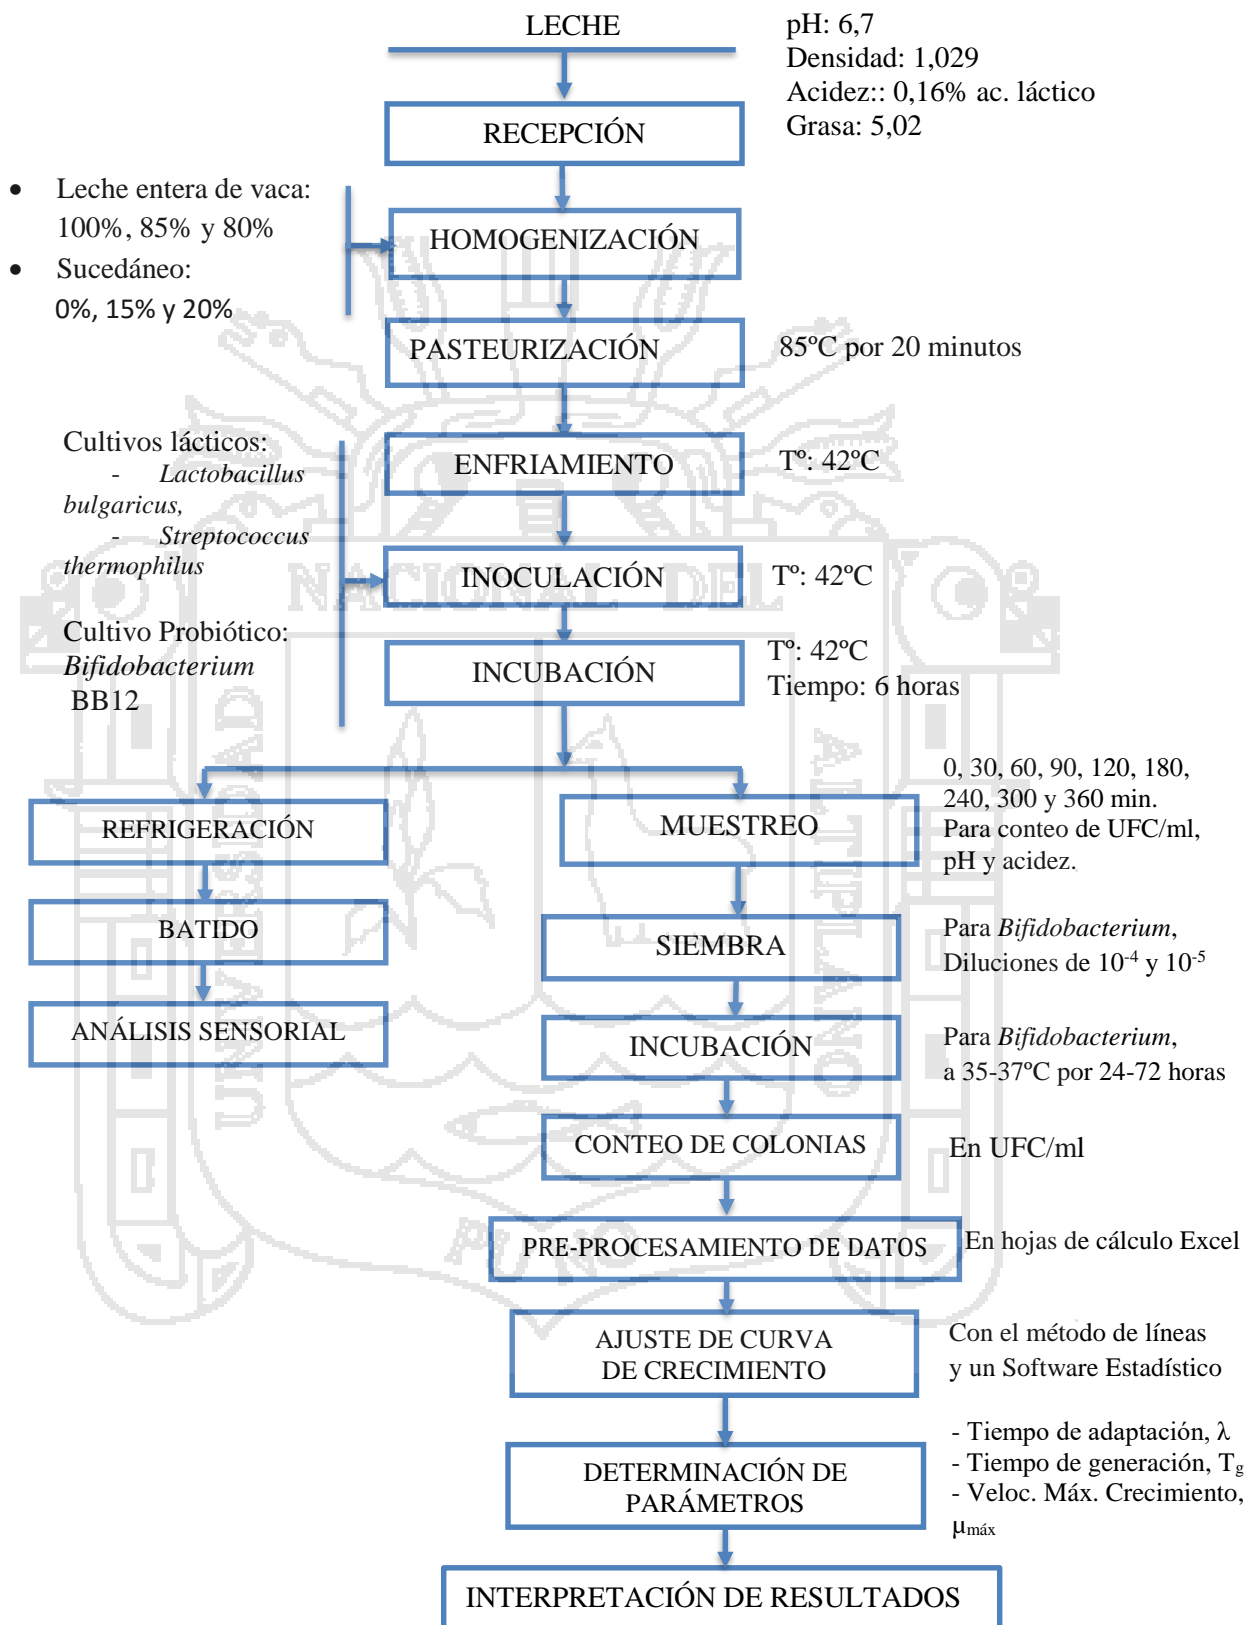 LECHE
pH: 6,7
Densidad: 1,029
Acidez:: 0,16% ac. láctico
Grasa: 5,02
RECEPCIÓN
• Leche entera de vaca:
100%, 85% y 80%
• Sucedáneo:
0%, 15% y 20%
HOMOGENIZACIÓN
PASTEURIZACIÓN
85ºC por 20 minutos
Cultivos lácticos:
- Lactobacillus
bulgaricus,
- Streptococcus
thermophilus
Cultivo Probiótico:
Bifidobacterium
BB12
ENFRIAMIENTO
Tº: 42ºC
INOCULACIÓN
Tº: 42ºC
INCUBACIÓN
Tº: 42ºC
Tiempo: 6 horas
REFRIGERACIÓN
BATIDO
ANÁLISIS SENSORIAL
MUESTREO
0, 30, 60, 90, 120, 180,
240, 300 y 360 min.
Para conteo de UFC/ml,
pH y acidez.
SIEMBRA
Para Bifidobacterium,
Diluciones de 10-4 y 10-5
INCUBACIÓN
Para Bifidobacterium,
a 35-37ºC por 24-72 horas
CONTEO DE COLONIAS
En UFC/ml
PRE-PROCESAMIENTO DE DATOS
En hojas de cálculo Excel
AJUSTE DE CURVA
DE CRECIMIENTO
Con el método de líneas
y un Software Estadístico
DETERMINACIÓN DE
PARÁMETROS
- Tiempo de adaptación, λ
- Tiempo de generación, Tg
- Veloc. Máx. Crecimiento,
μmáx
INTERPRETACIÓN DE RESULTADOS
UNIVERSIDAD
NACIONAL DEL
ALTIPLANO
PUNO